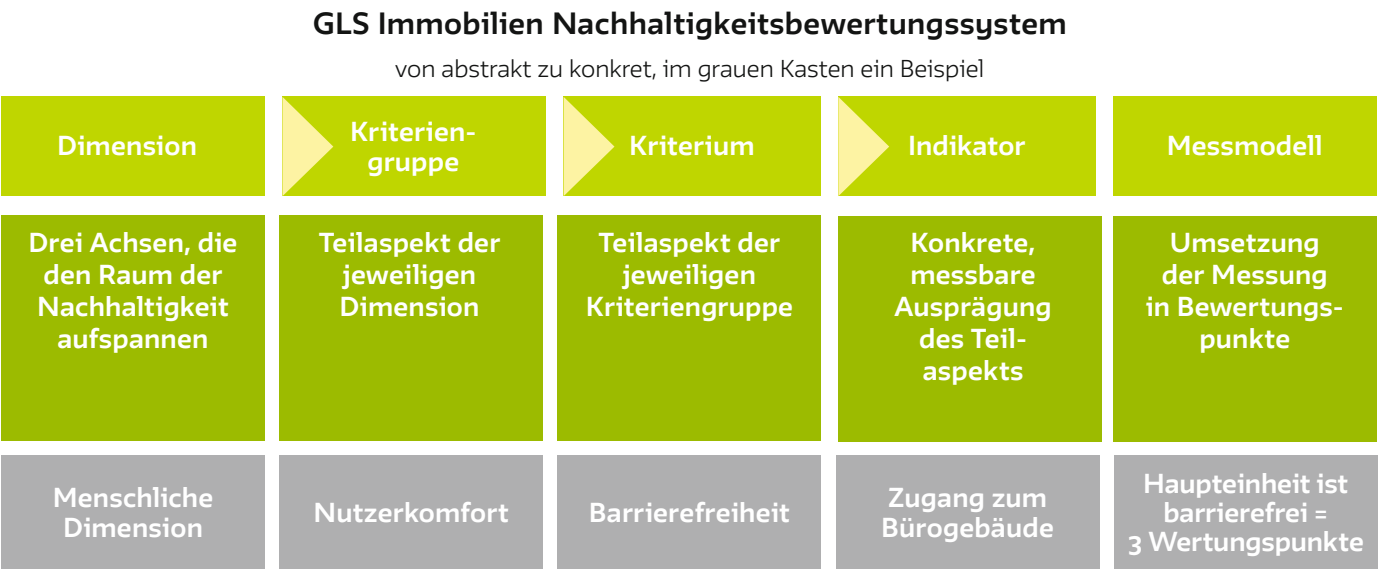 GLS Immobilien Nachhaltigkeitsbewertungssystem
von abstrakt zu konkret, im grauen Kasten ein Beispiel
Dimension
Kriterien-
gruppe
Kriterium
Indikator
Messmodell
Drei Achsen, die
den Raum der
Nachhaltigkeit
aufspannen
Teilaspekt der
jeweiligen
Dimension
Teilaspekt der
jeweiligen
Kriteriengruppe
Konkrete,
messbare
Ausprägung
des Teil-
aspekts
Umsetzung
der Messung
in Bewertungs-
punkte
Menschliche
Dimension
Nutzerkomfort
Barrierefreiheit
Zugang zum
Bürogebäude
Haupteinheit ist
barrierefrei =
3 Wertungspunkte